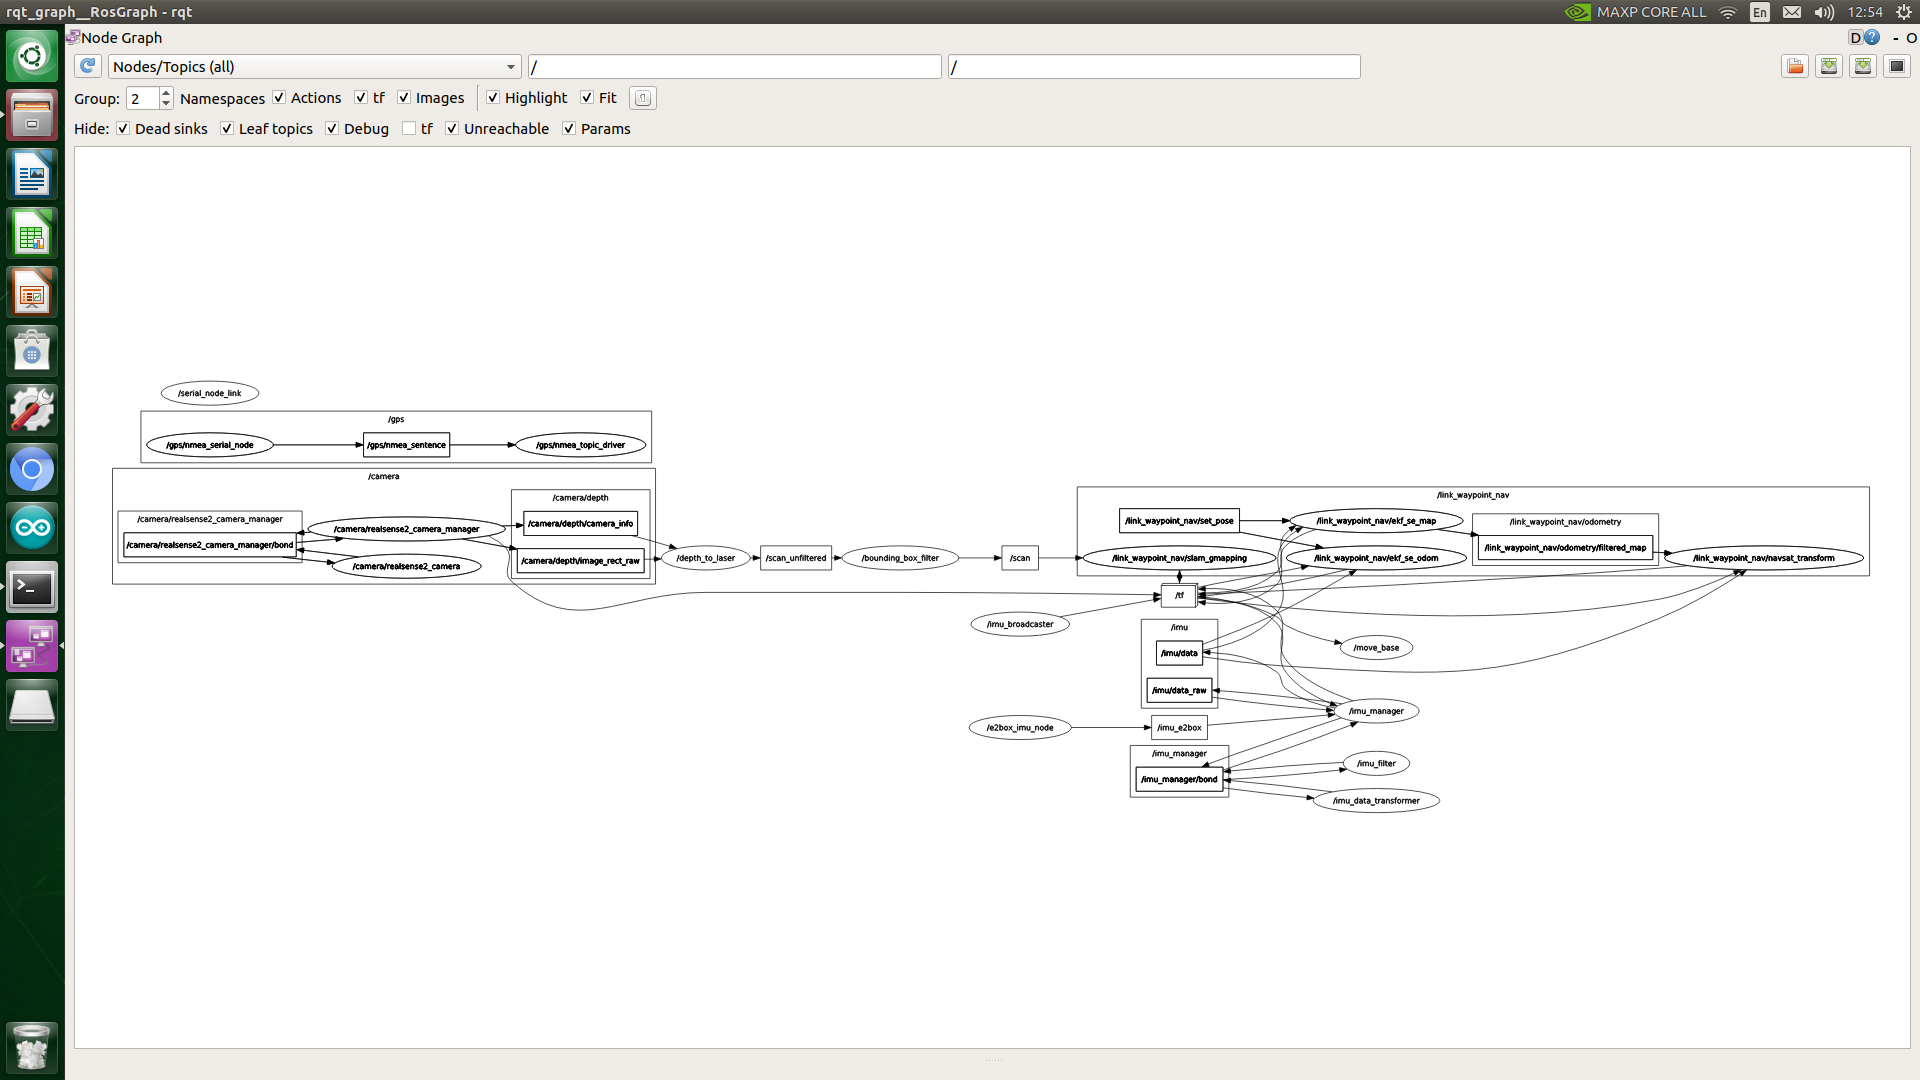 rqt_graph__RosGraph - rqt
MAXP CORE ALL En 12:54
Node Graph
D ? - O
Nodes/Topics (all) / /
Group: 2 Namespaces Actions tf Images Highlight Fit
Hide: Dead sinks Leaf topics Debug tf Unreachable Params
/serial_node_link
/gps
/gps/nmea_serial_node /gps/nmea_sentence /gps/nmea_topic_driver
/camera
/camera/depth
/camera/realsense2_camera_manager
/camera/depth/camera_info
/camera/realsense2_camera_manager
/camera/realsense2_camera_manager/bond
/camera/depth/image_rect_raw
/camera/realsense2_camera
/depth_to_laser /scan_unfiltered /bounding_box_filter /scan
/link_waypoint_nav
/link_waypoint_nav/set_pose /link_waypoint_nav/ekf_se_map /link_waypoint_nav/odometry
/link_waypoint_nav/odometry/filtered_map
/link_waypoint_nav/slam_gmapping /link_waypoint_nav/ekf_se_odom /link_waypoint_nav/navsat_transform
/tf
/imu_broadcaster
/imu
/imu/data /move_base
/imu/data_raw
/imu_manager
/e2box_imu_node /imu_e2box
/imu_manager
/imu_filter
/imu_manager/bond
/imu_data_transformer